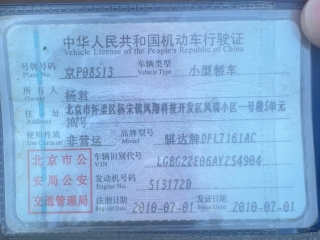 中华人民共和国机动车行驶证
Vehicle License of the People's Republic of China
号牌号码 京P08S13 车辆类型 小型轿车
Plate No. Vehicle Type
所有人 杨君
Owner
住址 北京市怀柔区杨宋镇凤翔科技开发区凤翔小区一号楼5单元
Address 302号
使用性质 非营运 品牌型号 骐达牌DFL7161AC
Use Character Model
北京市公 车辆识别代号 LGBG22E06AY254904
VIN
安局公安 发动机号码 513172D
Engine No.
交通管理局 注册日期 2010-07-01 发证日期 2010-07-01
Register Date Issue Date